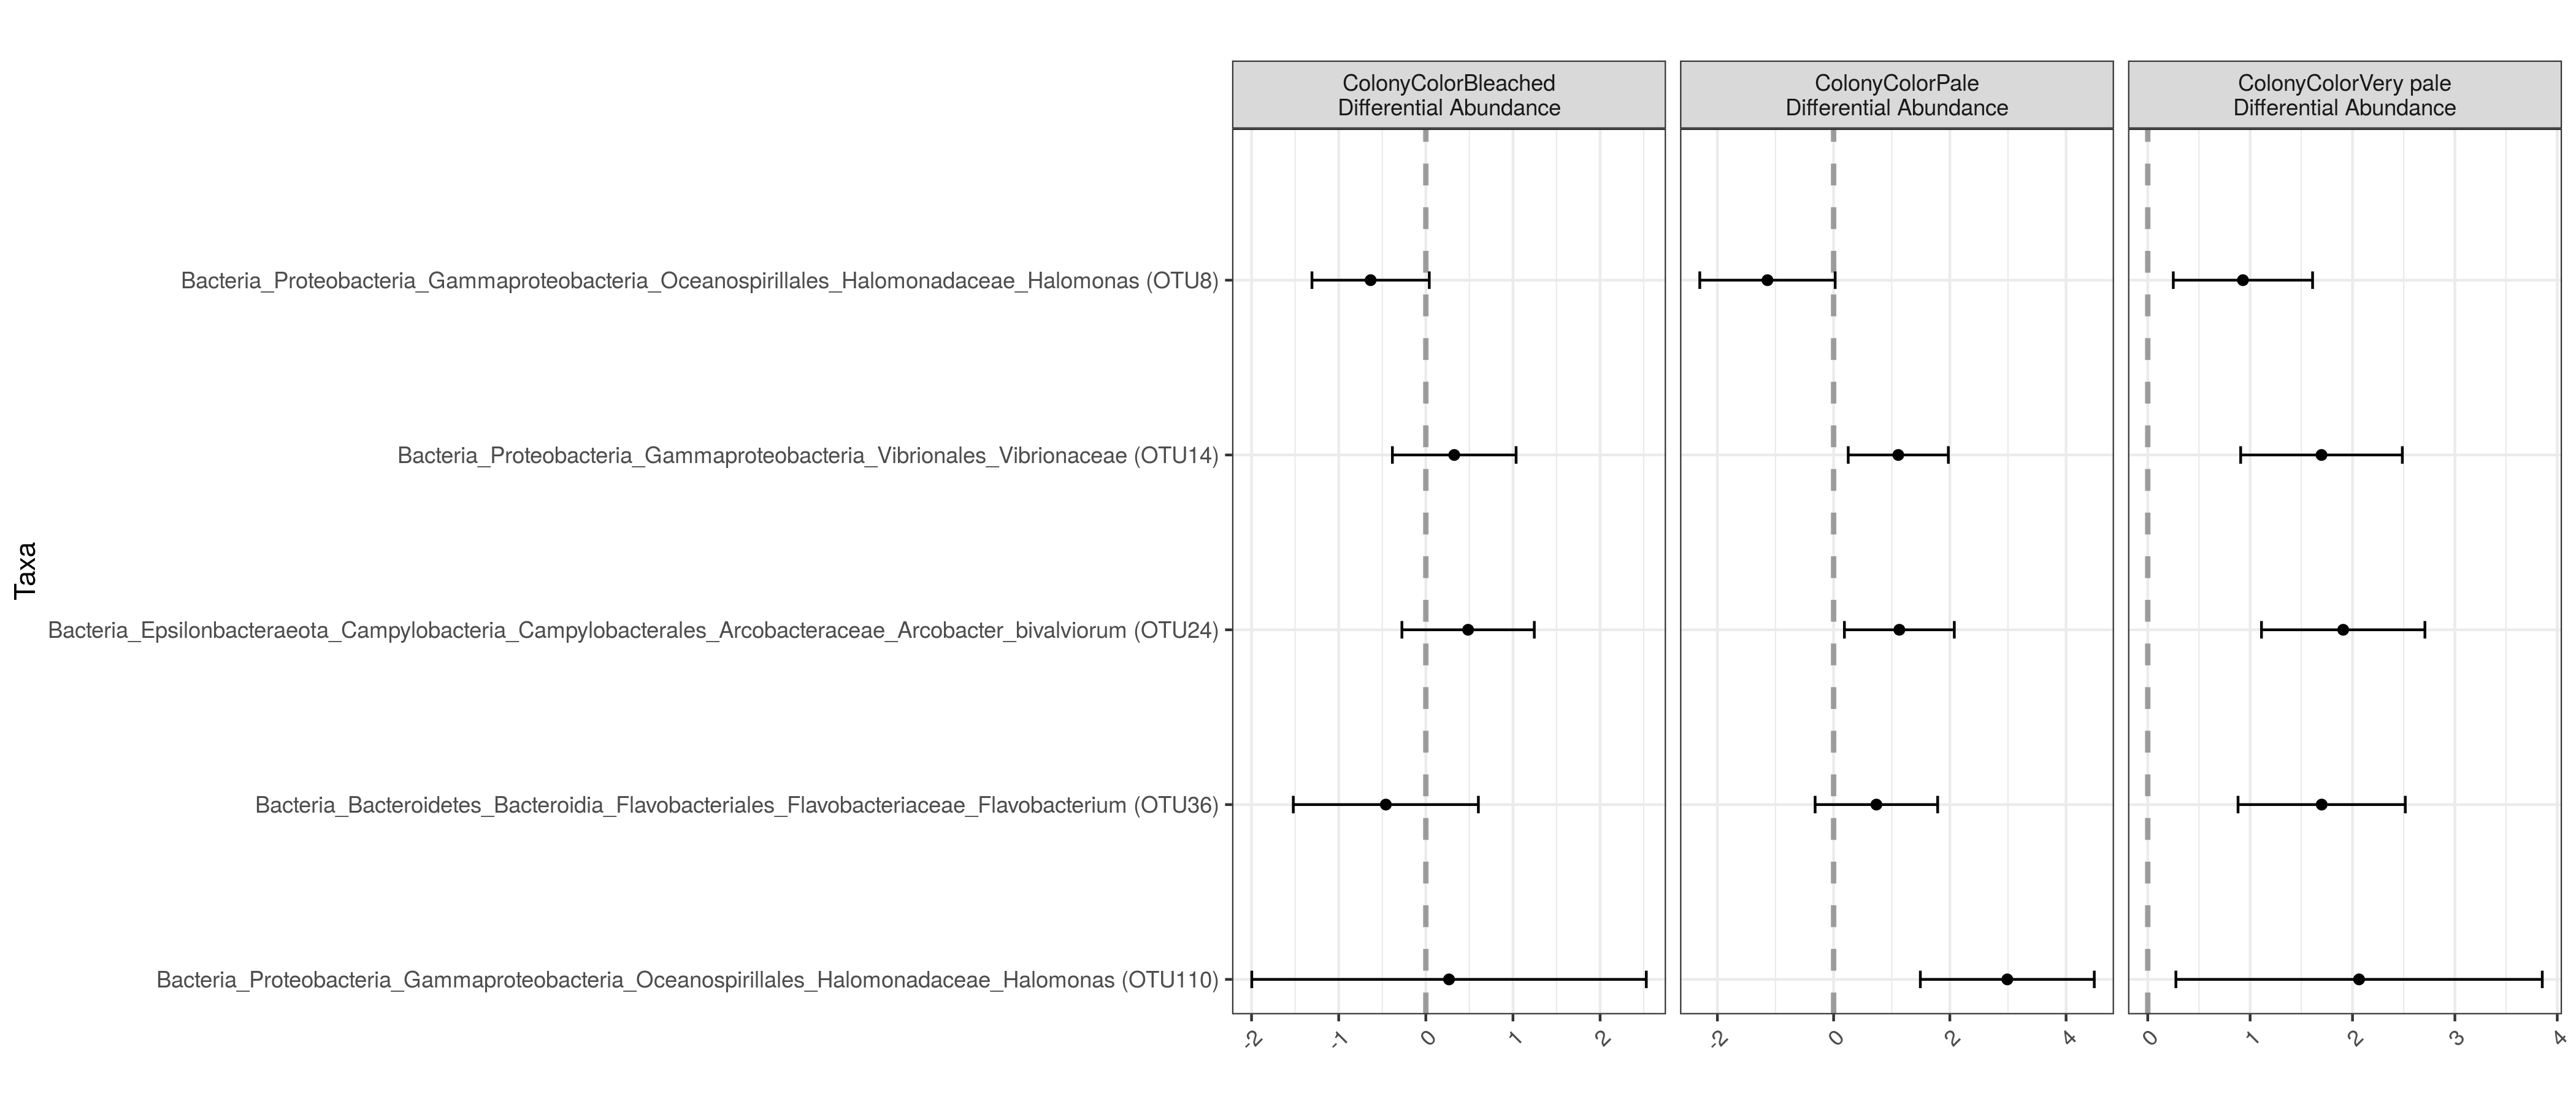 ColonyColorBleached
Differential Abundance
ColonyColorPale
Differential Abundance
ColonyColorVery pale
Differential Abundance
Taxa
Bacteria_Proteobacteria_Gammaproteobacteria_Oceanospirillales_Halomonadaceae_Halomonas (OTU8)
Bacteria_Proteobacteria_Gammaproteobacteria_Vibrionales_Vibrionaceae (OTU14)
Bacteria_Epsilonbacteraeota_Campylobacteria_Campylobacterales_Arcobacteraceae_Arcobacter_bivalviorum (OTU24)
Bacteria_Bacteroidetes_Bacteroidia_Flavobacteriales_Flavobacteriaceae_Flavobacterium (OTU36)
Bacteria_Proteobacteria_Gammaproteobacteria_Oceanospirillales_Halomonadaceae_Halomonas (OTU110)
-2 -1 0 1 2
-2 0 2 4
0 1 2 3 4